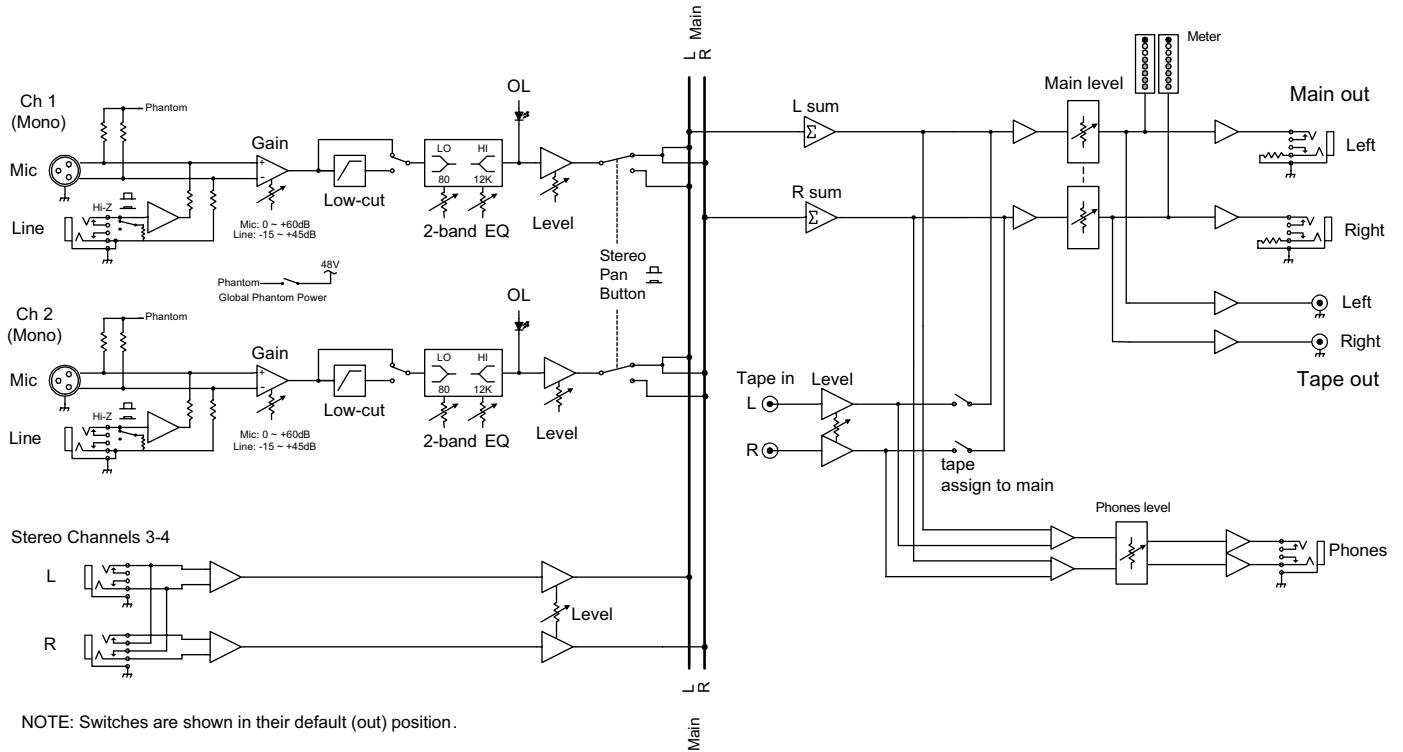 Main
L
R
Ch 1
(Mono)
Phantom
Mic
Hi-Z
Line
Gain
+
-
Mic: 0 ~ +60dB
Line: -15 ~ +45dB
Low-cut
LO
HI
80
12K
2-band EQ
OL
Level
Phantom
48V
Global Phantom Power
Stereo
Pan
Button
Ch 2
(Mono)
Phantom
Mic
Hi-Z
Line
Gain
+
-
Mic: 0 ~ +60dB
Line: -15 ~ +45dB
Low-cut
LO
HI
80
12K
2-band EQ
OL
Level
Stereo Channels 3-4
L
R
Level
L
R
Main
L sum
Σ
R sum
Σ
Main level
Meter
Main out
Left
Right
Left
Right
Tape out
Tape in
Level
L
R
tape
assign to main
Phones level
Phones
NOTE: Switches are shown in their default (out) position.